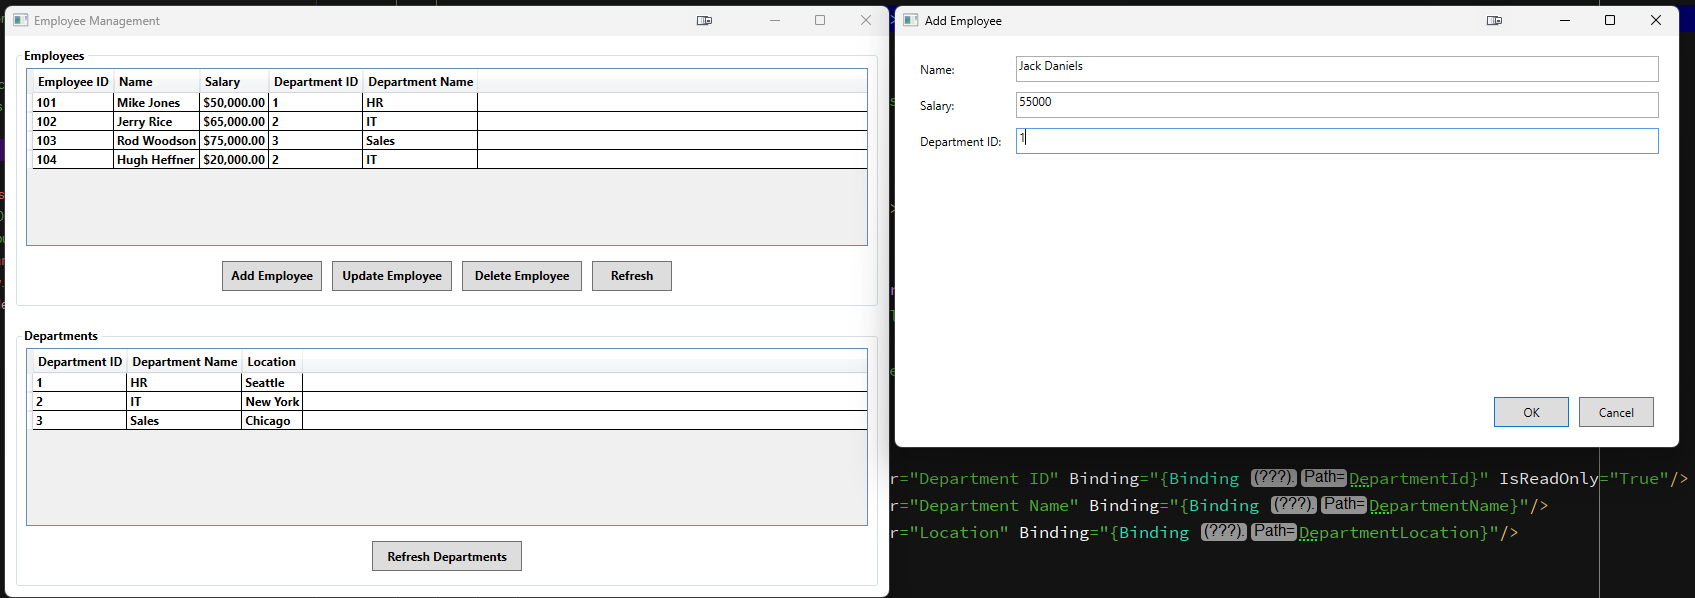 Employee Management
Employees
Employee ID Name Salary Department ID Department Name
101 Mike Jones $50,000.00 1 HR
102 Jerry Rice $65,000.00 2 IT
103 Rod Woodson $75,000.00 3 Sales
104 Hugh Heffner $20,000.00 2 IT
Add Employee Update Employee Delete Employee Refresh
Departments
Department ID Department Name Location
1 HR Seattle
2 IT New York
3 Sales Chicago
Refresh Departments
Add Employee
Name: Jack Daniels
Salary: 55000
Department ID: 1
OK Cancel
r="Department ID" Binding="{Binding (???). Path=DepartmentId}" IsReadOnly="True"/>
r="Department Name" Binding="{Binding (???). Path=DepartmentName}"/>
r="Location" Binding="{Binding (???). Path=DepartmentLocation}"/>